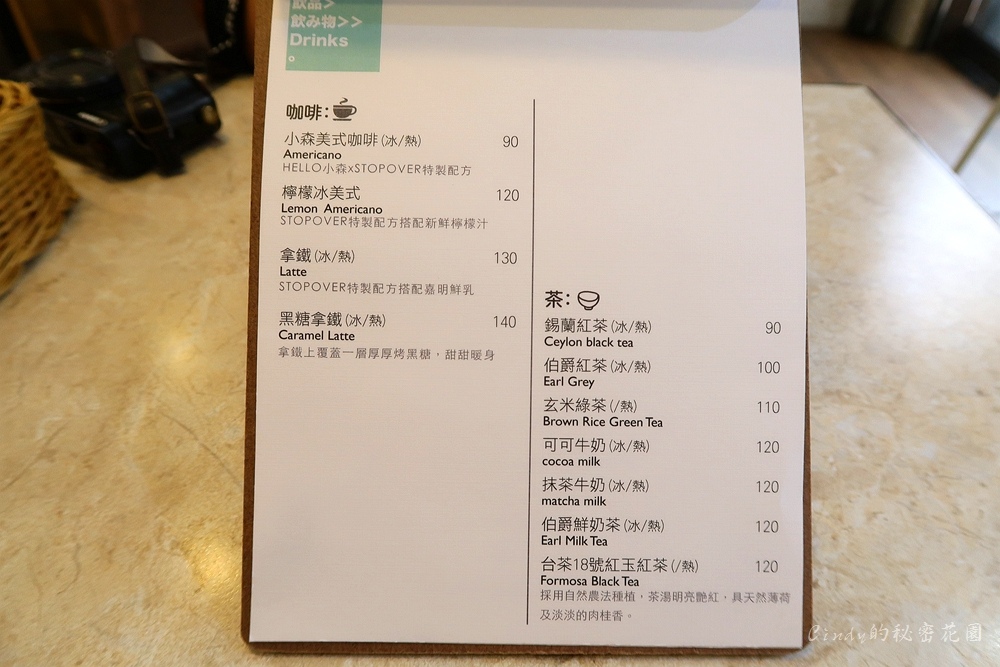 飲品>
飲み物>>
Drinks
。
咖啡：
小森美式咖啡(冰/熱) 90
Americano
HELLO小森xSTOPOVER特製配方
檸檬冰美式 120
Lemon Americano
STOPOVER特製配方搭配新鮮檸檬汁
拿鐵(冰/熱) 130
Latte
STOPOVER特製配方搭配嘉明鮮乳
黑糖拿鐵(冰/熱) 140
Caramel Latte
拿鐵上覆蓋一層厚厚烤黑糖，甜甜暖身
茶：
錫蘭紅茶(冰/熱) 90
Ceylon black tea
伯爵紅茶(冰/熱) 100
Earl Grey
玄米綠茶(/熱) 110
Brown Rice Green Tea
可可牛奶(冰/熱) 120
cocoa milk
抹茶牛奶(冰/熱) 120
matcha milk
伯爵鮮奶茶(冰/熱) 120
Earl Milk Tea
台茶18號紅玉紅茶(/熱) 120
Formosa Black Tea
採用自然農法種植，茶湯明亮艷紅，具天然薄荷
及淡淡的肉桂香。
Cindy的秘密花園